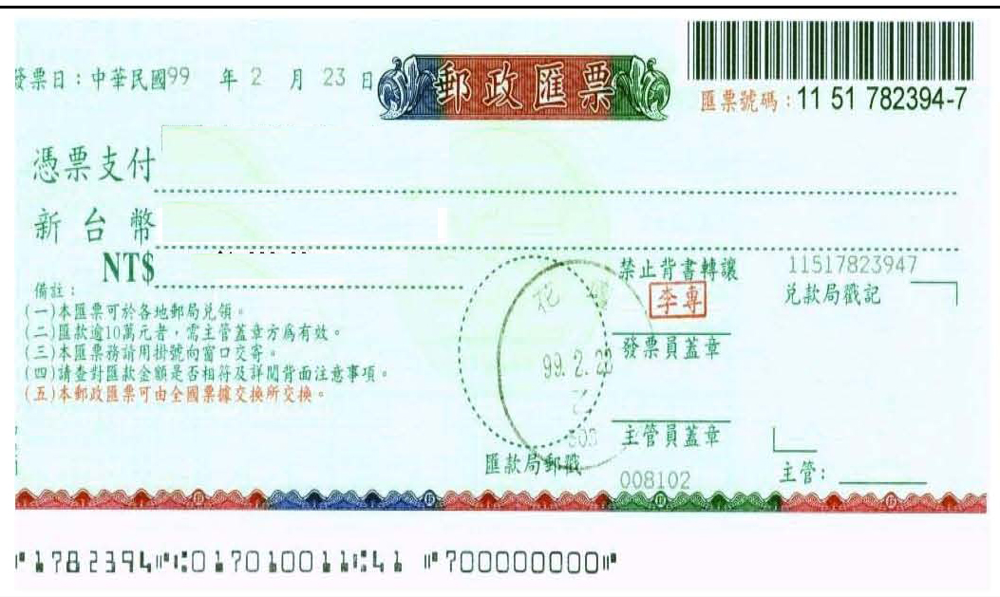 發票日：中華民國99 年 2 月 23 日
郵政匯票
匯票號碼：11 51 782394-7
憑票支付
新台幣
NT$
禁止背書轉讓
11517823947
李專
兌款局戳記
備註：
(一)本匯票可於各地郵局兌領。
(二)匯款逾10萬元者，需主管蓋章方為有效。
(三)本匯票務請用掛號向窗口交寄。
(四)請查對匯款金額是否相符及詳閱背面注意事項。
(五)本郵政匯票可由全國票據交換所交換。
花
99.2.23
發票員蓋章
主管員蓋章
匯款局郵戳
008102
主管：
⑈1782394⑈⑆017010011⑆41 ⑈700000000⑈